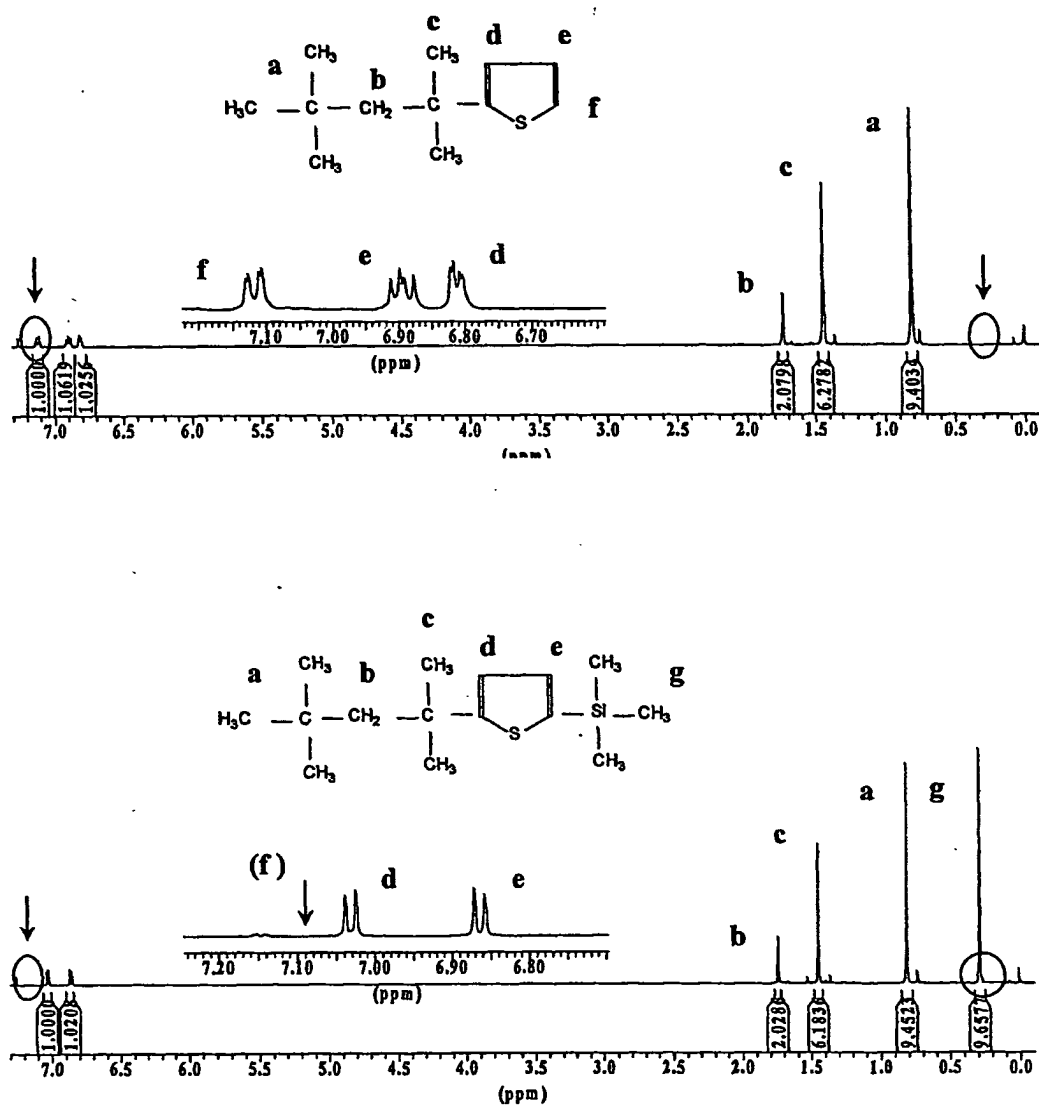 c
d e
CH₃ CH₃
a b
H₃C — C — CH₂ — C —
S
f
CH₃ CH₃
a
c
f e d
b
7.10 7.00 6.90 6.80 6.70
(ppm)
1.000 1.0619 1.0256 2.079 6.278 9.403
7.0 6.5 6.0 5.5 5.0 4.5 4.0 3.5 3.0 2.5 2.0 1.5 1.0 0.5 0.0
(ppm)
c
d e
CH₃ CH₃ CH₃
a b g
H₃C — C — CH₂ — C — S — Si — CH₃
CH₃ CH₃ CH₃
a g
c
(f) d e
b
7.20 7.10 7.00 6.90 6.80
(ppm)
1.000 1.020 2.028 6.183 9.452 9.657
7.0 6.5 6.0 5.5 5.0 4.5 4.0 3.5 3.0 2.5 2.0 1.5 1.0 0.5 0.0
(ppm)